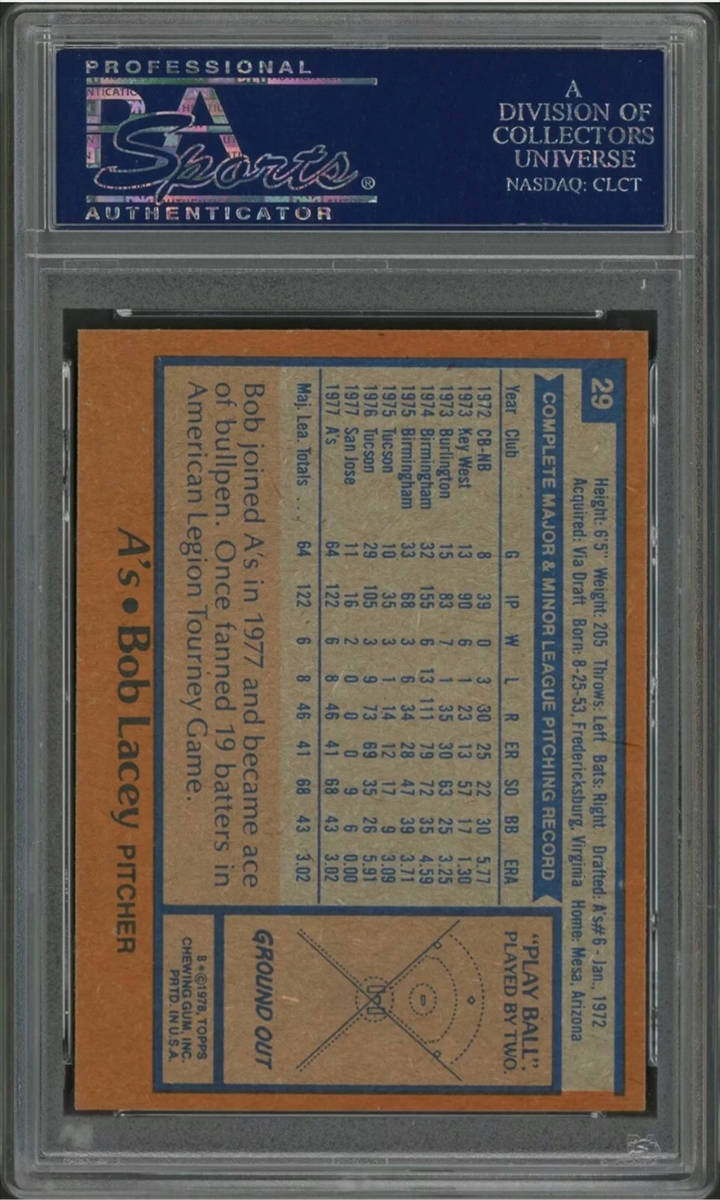 PROFESSIONAL
PSA
Sports®
AUTHENTICATOR
A
DIVISION OF
COLLECTORS
UNIVERSE
NASDAQ: CLCT
29
Height: 6'5" Weight: 205 Throws: Left Bats: Right Drafted: A's#6 - Jan., 1972
Acquired: Via Draft Born: 8-25-53, Fredericksburg, Virginia Home: Mesa, Arizona
COMPLETE MAJOR & MINOR LEAGUE PITCHING RECORD
Year Club G IP W L R ER SO BB ERA
1972 CB-NB 8 39 0 3 30 25 22 30 5.77
1973 Key West 13 90 6 1 23 13 57 17 1.30
1973 Burlington 15 83 7 1 35 30 63 25 3.25
1974 Birmingham 32 155 6 13 111 79 72 35 4.59
1975 Birmingham 33 68 3 6 34 28 47 39 3.71
1975 Tucson 10 35 3 1 14 12 17 9 3.09
1976 Tucson 29 105 3 9 73 69 35 26 5.91
1977 San Jose 11 16 2 0 0 0 9 6 0.00
1977 A's 64 122 6 8 46 41 68 43 3.02
Maj. Lea. Totals ... 64 122 6 8 46 41 68 43 3.02
Bob joined A's in 1977 and became ace
of bullpen. Once fanned 19 batters in
American Legion Tourney Game.
"PLAY BALL".
PLAYED BY TWO.
GROUND OUT
B*©1978, TOPPS
CHEWING GUM, INC.
PRTD. IN U.S.A.
A's • Bob Lacey PITCHER